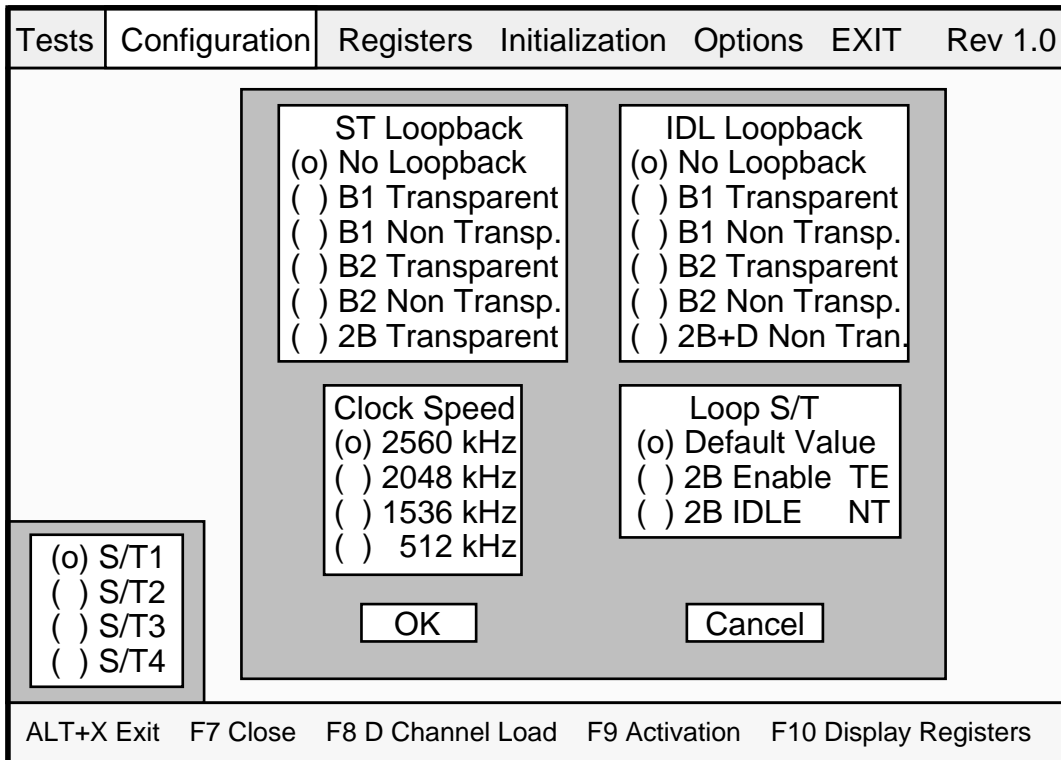 Tests Configuration Registers Initialization Options EXIT Rev 1.0
ST Loopback
(o) No Loopback
( ) B1 Transparent
( ) B1 Non Transp.
( ) B2 Transparent
( ) B2 Non Transp.
( ) 2B Transparent
IDL Loopback
(o) No Loopback
( ) B1 Transparent
( ) B1 Non Transp.
( ) B2 Transparent
( ) B2 Non Transp.
( ) 2B+D Non Tran.
Clock Speed
(o) 2560 kHz
( ) 2048 kHz
( ) 1536 kHz
( ) 512 kHz
Loop S/T
(o) Default Value
( ) 2B Enable TE
( ) 2B IDLE NT
OK
Cancel
(o) S/T1
( ) S/T2
( ) S/T3
( ) S/T4
ALT+X Exit F7 Close F8 D Channel Load F9 Activation F10 Display Registers